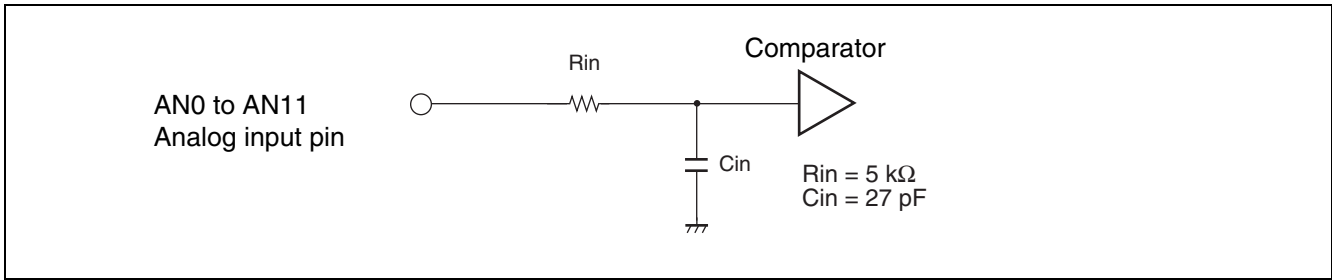 Comparator
Rin
AN0 to AN11
Analog input pin
Cin
Rin = 5 kΩ
Cin = 27 pF